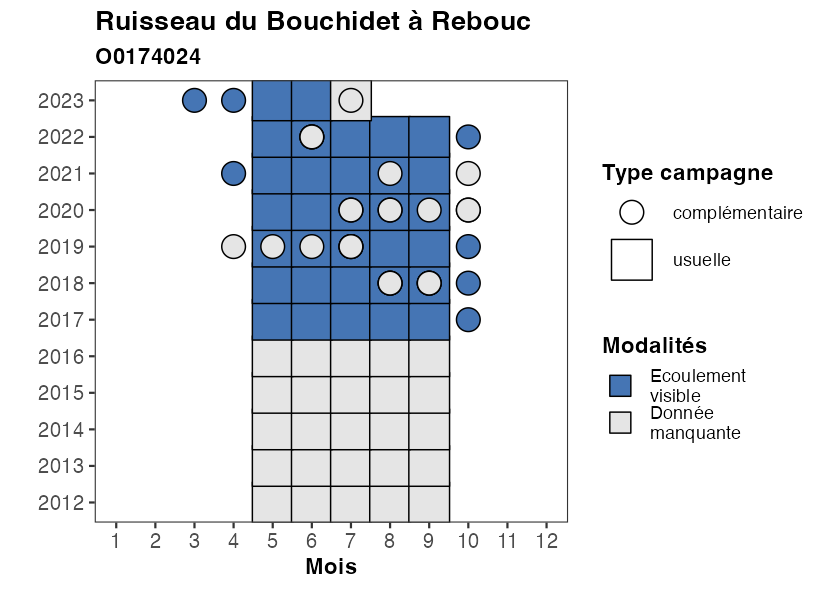 Ruisseau du Bouchidet à Rebouc
O0174024
2023
2022
2021
2020
2019
2018
2017
2016
2015
2014
2013
2012
1 2 3 4 5 6 7 8 9 10 11 12
Mois
Type campagne
complémentaire
usuelle
Modalités
Ecoulement
visible
Donnée
manquante